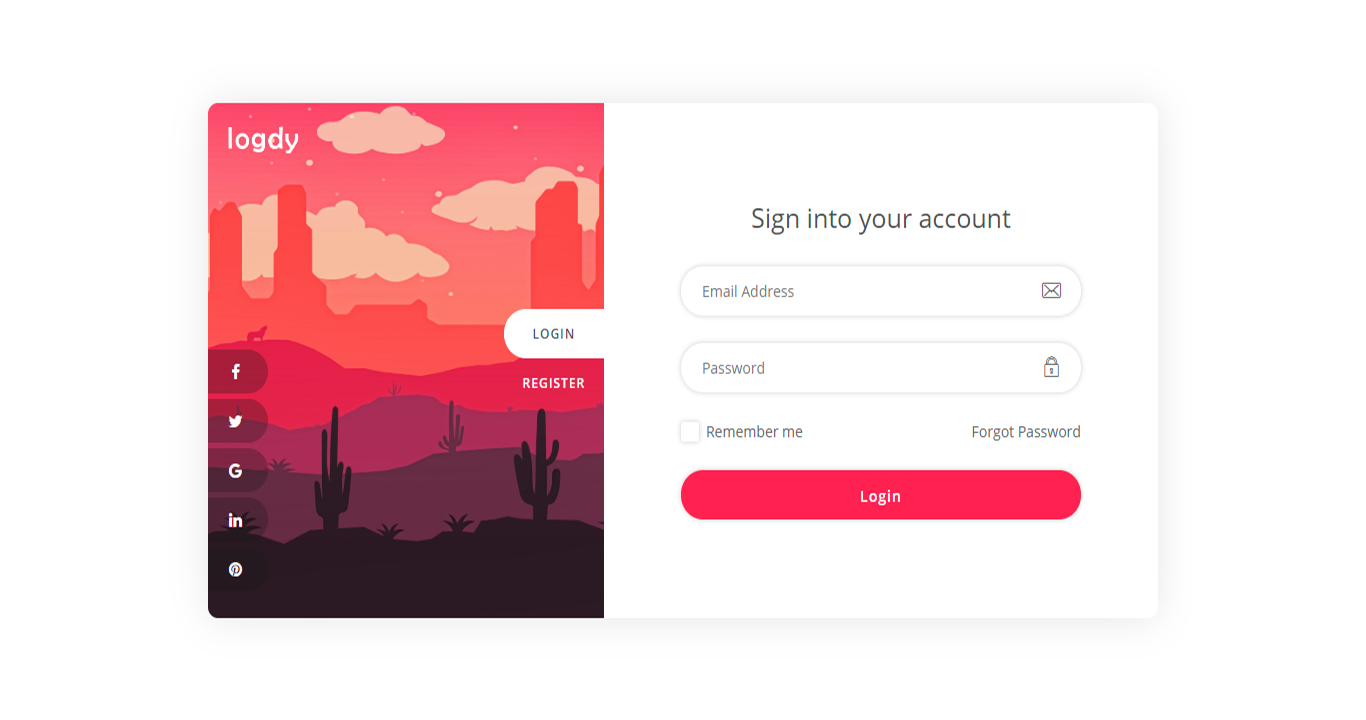 logdy
LOGIN
REGISTER
Sign into your account
Email Address
Password
Remember me Forgot Password
Login